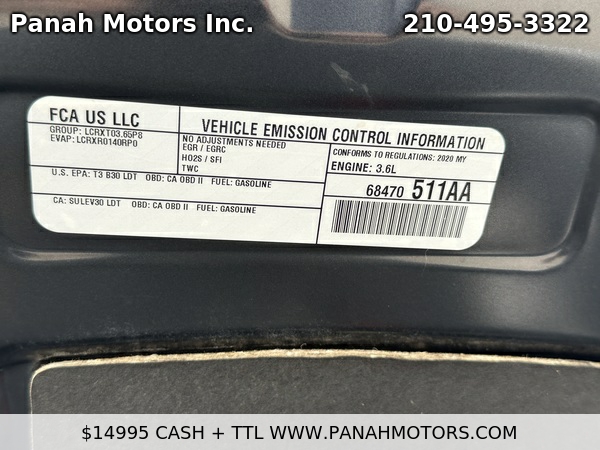 Panah Motors Inc.
210-495-3322
FCA US LLC
GROUP: LCRXT03.65P8
EVAP: LCRXR0140RP0
VEHICLE EMISSION CONTROL INFORMATION
NO ADJUSTMENTS NEEDED
EGR / EGRC
HO2S / SFI
TWC
CONFORMS TO REGULATIONS: 2020 MY
ENGINE: 3.6L
U.S. EPA: T3 B30 LDT OBD: CA OBD II FUEL: GASOLINE
68470 511AA
CA: SULEV30 LDT OBD: CA OBD II FUEL: GASOLINE
$14995 CASH + TTL WWW.PANAHMOTORS.COM